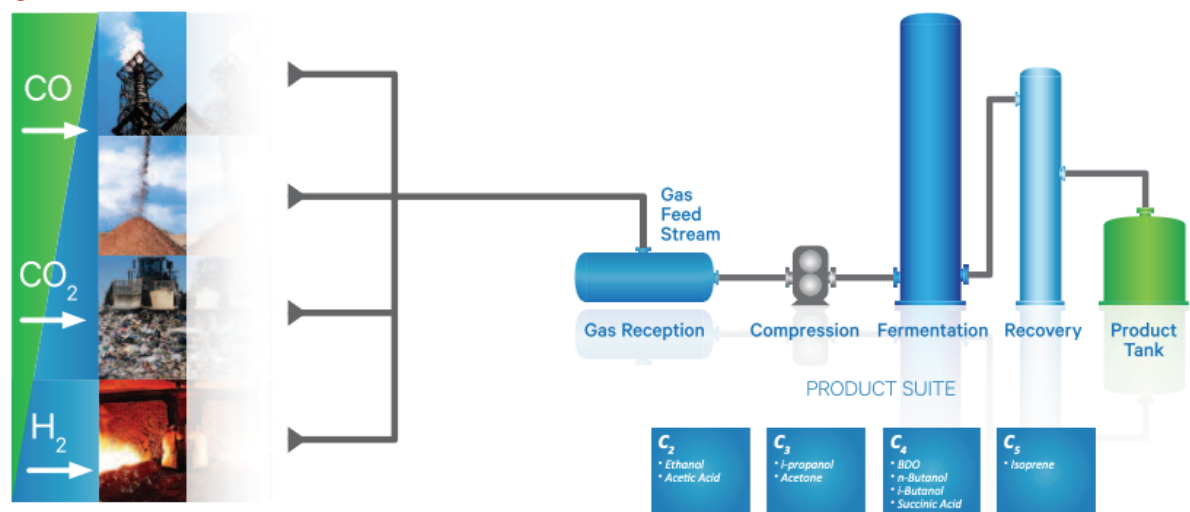 CO
CO2
H2
Gas
Feed
Stream
Gas Reception
Compression
Fermentation
Recovery
Product
Tank
PRODUCT SUITE
C2
• Ethanol
• Acetic Acid
C3
• i-propanol
• Acetone
C4
• BDO
• n-Butanol
• i-Butanol
• Succinic Acid
C5
• Isoprene